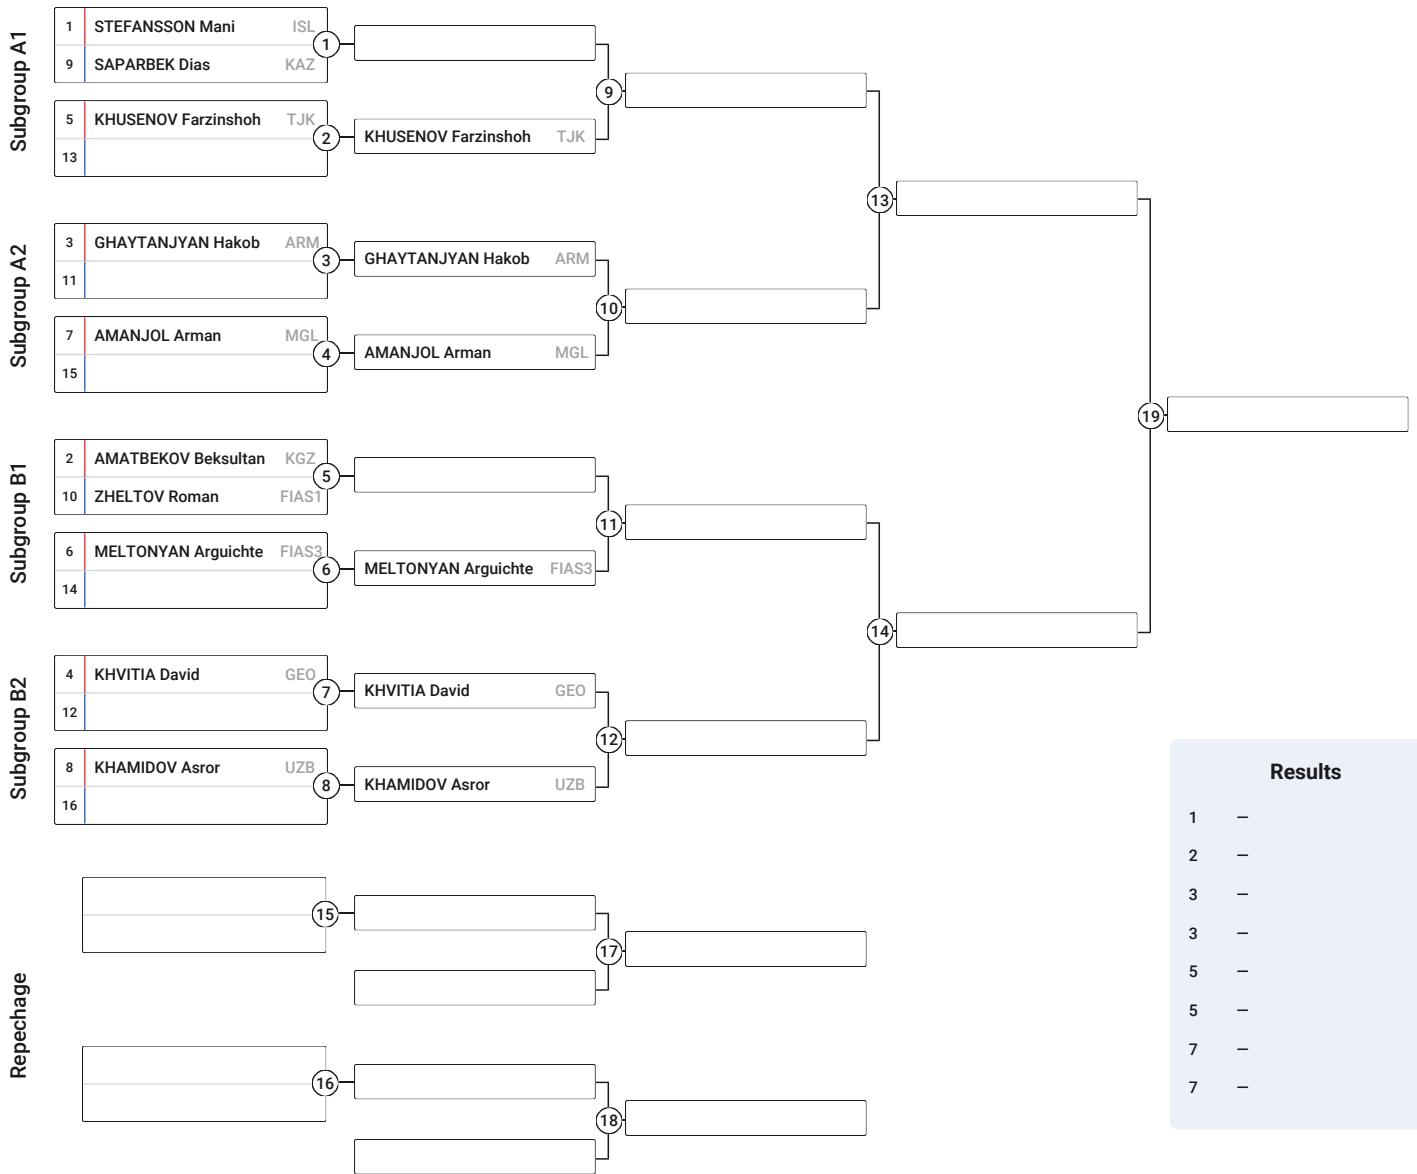 Subgroup A1
1 STEFANSSON Mani ISL
9 SAPARBEK Dias KAZ
1
5 KHUSENOV Farzinshoh TJK
13
2
KHUSENOV Farzinshoh TJK
9
Subgroup A2
3 GHAYTANJYAN Hakob ARM
11
3
GHAYTANJYAN Hakob ARM
7 AMANJOL Arman MGL
15
4
AMANJOL Arman MGL
10
13
Subgroup B1
2 AMATBEKOV Beksultan KGZ
10 ZHELTOV Roman FIAS1
5
6 MELTONYAN Arguichte FIAS3
14
6
MELTONYAN Arguichte FIAS3
11
Subgroup B2
4 KHVITIA David GEO
12
7
KHVITIA David GEO
8 KHAMIDOV Asror UZB
16
8
KHAMIDOV Asror UZB
12
14
19
Repechage
15
17
16
18
Results
1 –
2 –
3 –
3 –
5 –
5 –
7 –
7 –